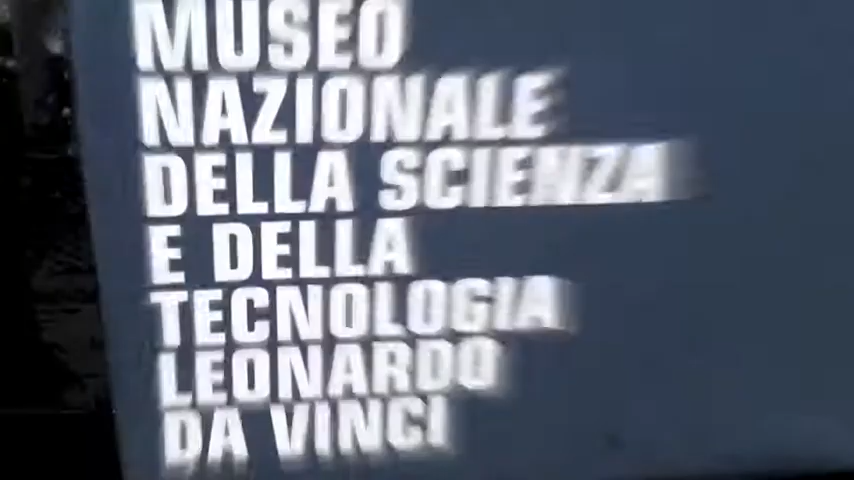 MUSEO
NAZIONALE
DELLA SCIENZA
E DELLA
TECNOLOGIA
LEONARDO
DA VINCI